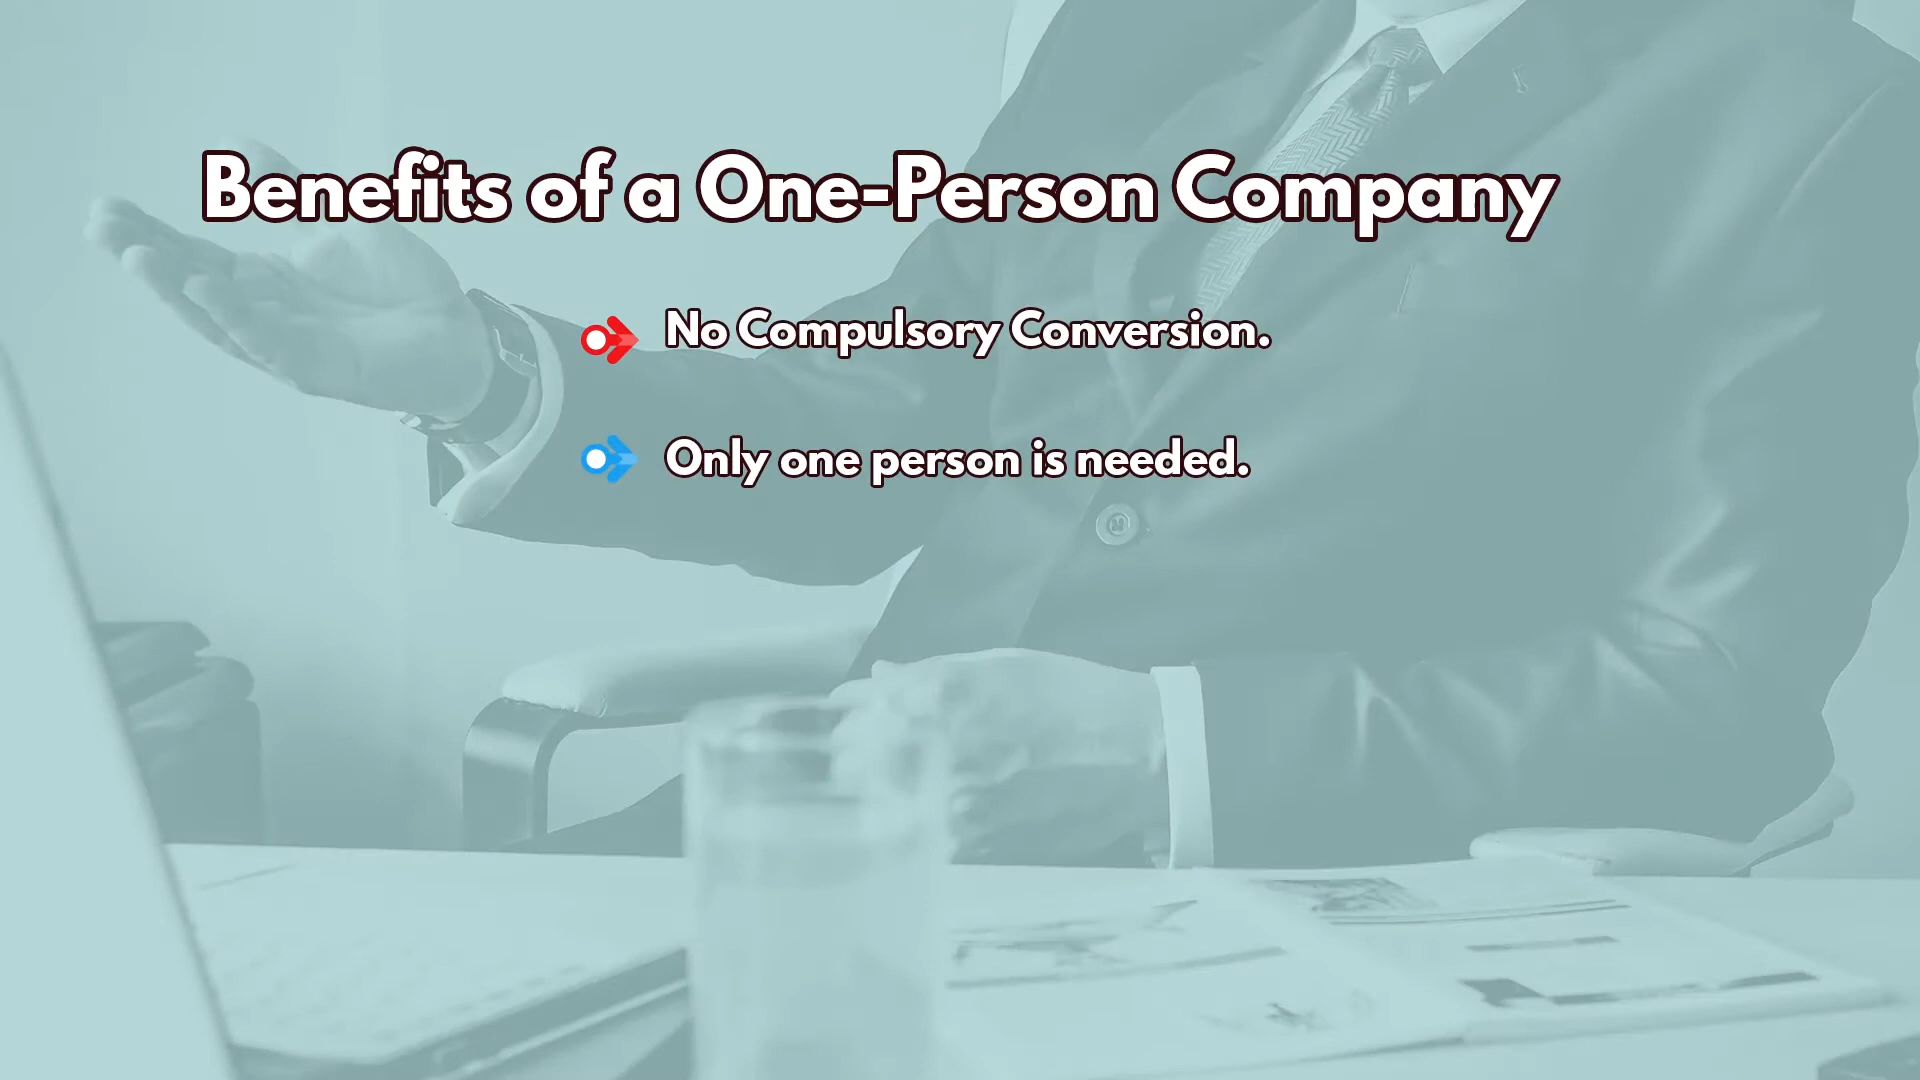 Benefits of a One-Person Company
No Compulsory Conversion.
Only one person is needed.